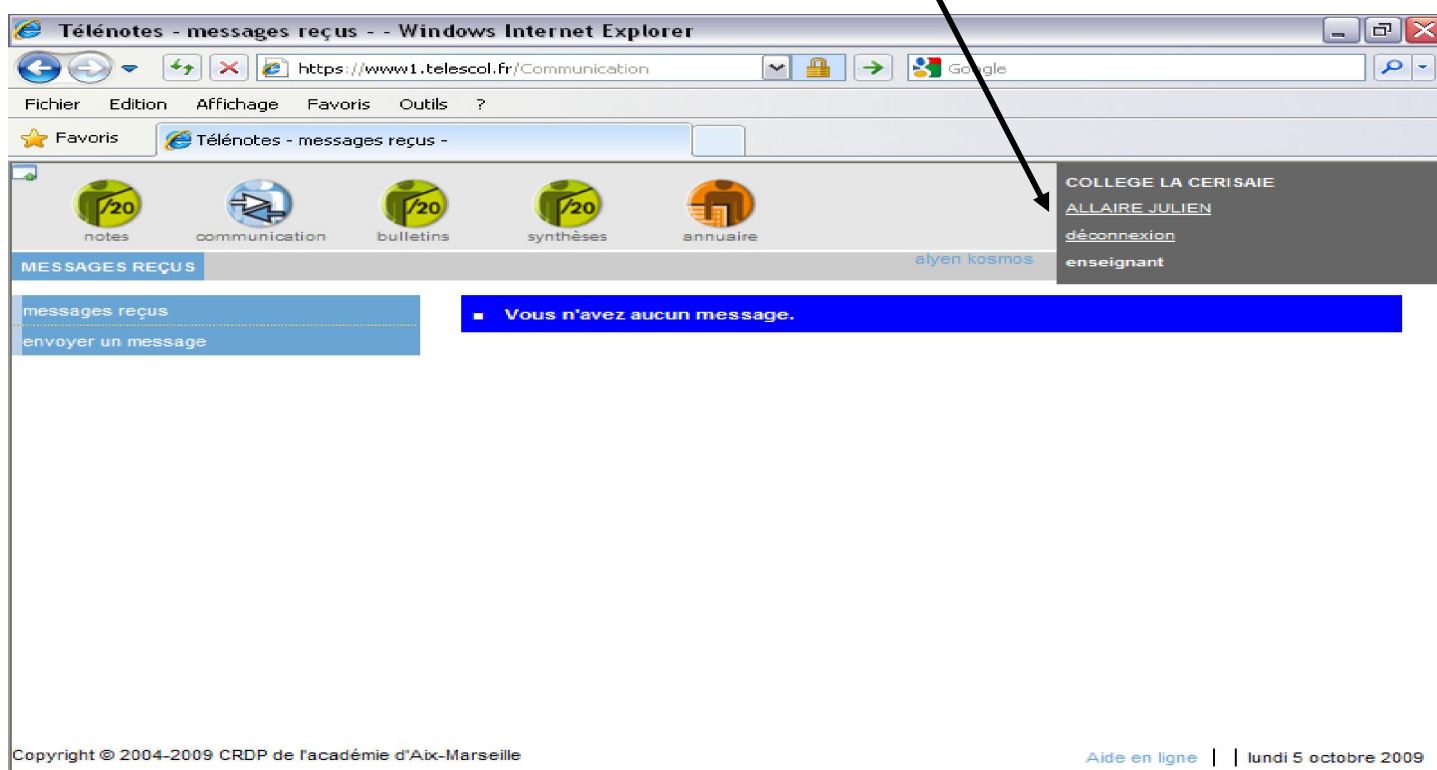 Télénotes - messages reçus - - Windows Internet Explorer
https://www1.telescol.fr/Communication
Google
Fichier Edition Affichage Favoris Outils ?
Favoris Télénotes - messages reçus -
/20 /20 /20
notes communication bulletins synthèses annuaire
COLLEGE LA CERISAIE
ALLAIRE JULIEN
déconnexion
enseignant
MESSAGES REÇUS
alyen kosmos
messages reçus
envoyer un message
Vous n'avez aucun message.
Copyright © 2004-2009 CRDP de l'académie d'Aix-Marseille
Aide en ligne | | lundi 5 octobre 2009